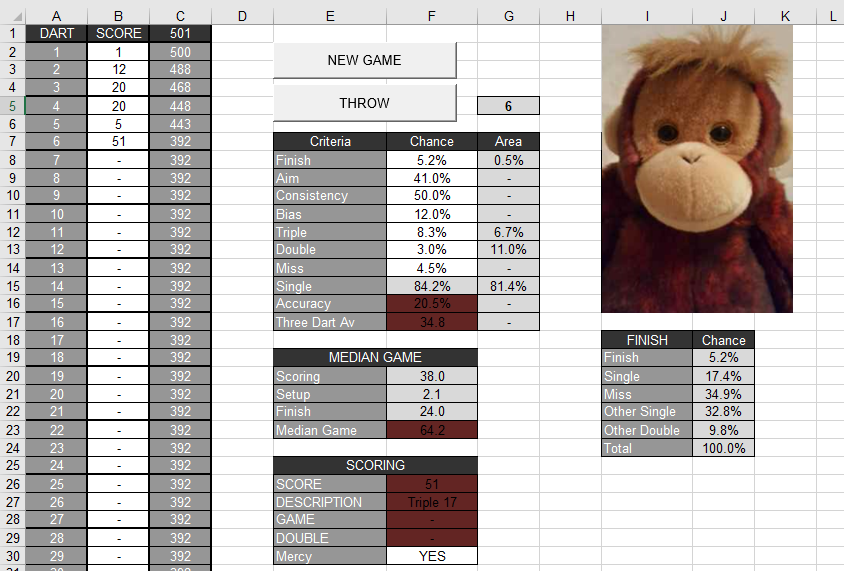 A B C D E F G H I J K L
1 DART SCORE 501
2 1 1 500 NEW GAME
3 2 12 488
4 3 20 468 THROW
5 4 20 448 6
6 5 5 443
7 6 51 392 Criteria Chance Area
8 7 - 392 Finish 5.2% 0.5%
9 8 - 392 Aim 41.0% -
10 9 - 392 Consistency 50.0% -
11 10 - 392 Bias 12.0% -
12 11 - 392 Triple 8.3% 6.7%
13 12 - 392 Double 3.0% 11.0%
14 13 - 392 Miss 4.5% -
15 14 - 392 Single 84.2% 81.4%
16 15 - 392 Accuracy 20.5% -
17 16 - 392 Three Dart Av 34.8 -
18 17 - 392 FINISH Chance
19 18 - 392 MEDIAN GAME Finish 5.2%
20 19 - 392 Scoring 38.0 Single 17.4%
21 20 - 392 Setup 2.1 Miss 34.9%
22 21 - 392 Finish 24.0 Other Single 32.8%
23 22 - 392 Median Game 64.2 Other Double 9.8%
24 23 - 392 Total 100.0%
25 24 - 392 SCORING
26 25 - 392 SCORE 51
27 26 - 392 DESCRIPTION Triple 17
28 27 - 392 GAME -
29 28 - 392 DOUBLE -
30 29 - 392 Mercy YES